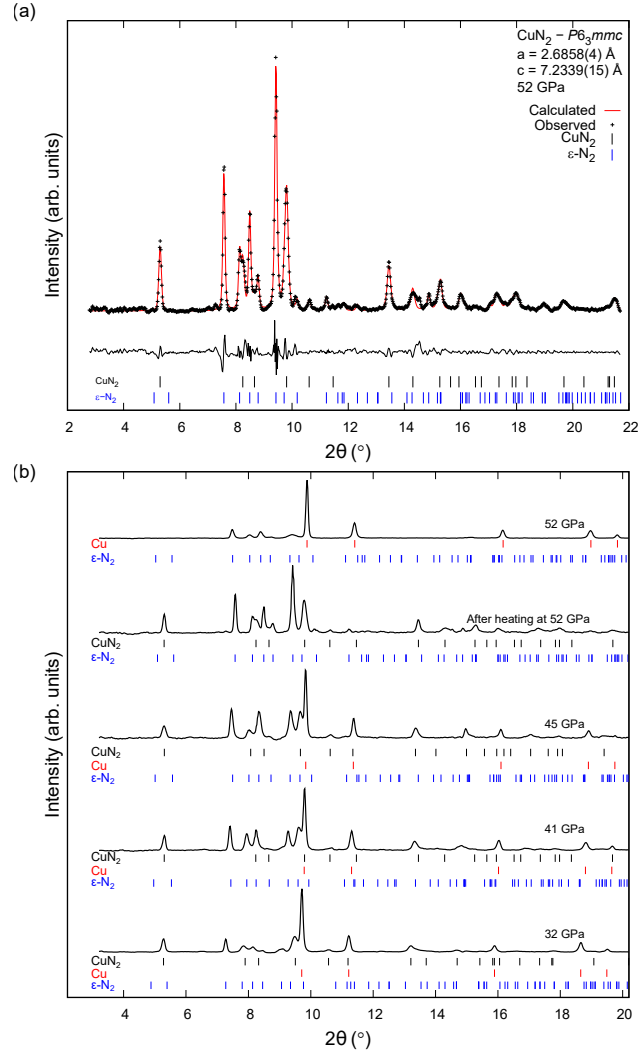 (a)
CuN₂ – P6₃mmc
a = 2.6858(4) Å
c = 7.2339(15) Å
52 GPa
Calculated
Observed
CuN₂
ε-N₂
Intensity (arb. units)
CuN₂
ε−N₂
2 4 6 8 10 12 14 16 18 20 22
2θ (°)
(b)
52 GPa
Cu
ε-N₂
After heating at 52 GPa
CuN₂
ε-N₂
45 GPa
CuN₂
Cu
ε-N₂
Intensity (arb. units)
41 GPa
CuN₂
Cu
ε-N₂
32 GPa
CuN₂
Cu
ε-N₂
4 6 8 10 12 14 16 18 20
2θ (°)